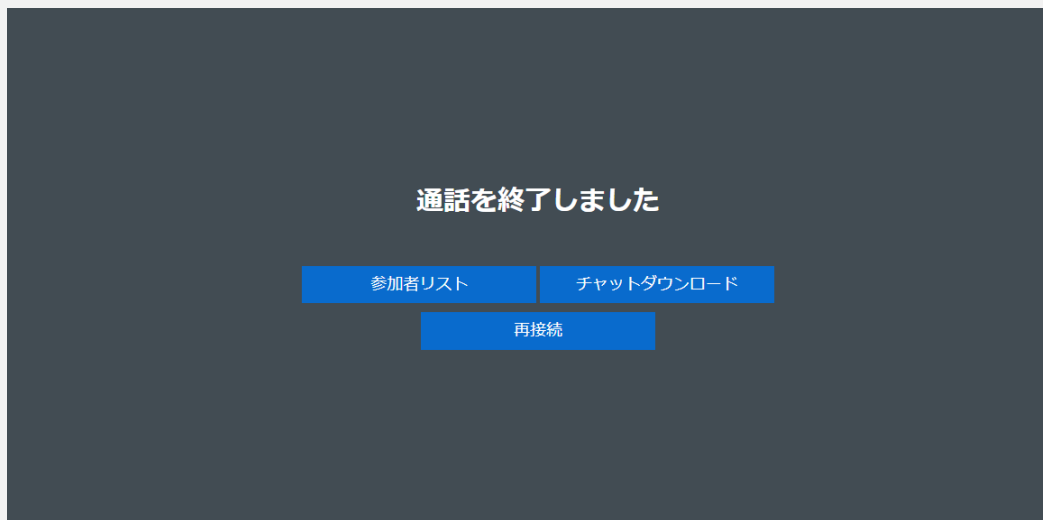 通話を終了しました
参加者リスト
チャットダウンロード
再接続